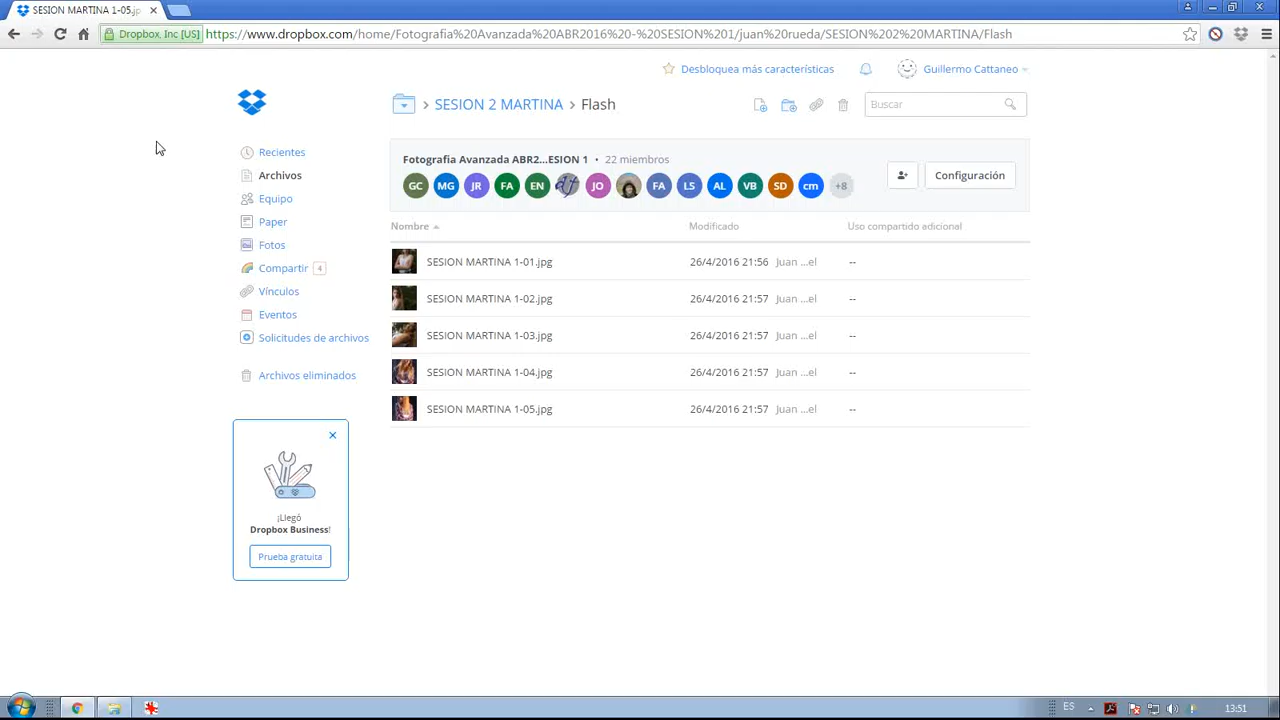 SESION MARTINA 1-05.jp
Dropbox, Inc [US]
https://www.dropbox.com/home/Fotografia%20Avanzada%20ABR2016%20-%20SESION%201/juan%20rueda/SESION%202%20MARTINA/Flash
Desbloquea más características
Guillermo Cattaneo
> SESION 2 MARTINA > Flash
Buscar
Recientes
Archivos
Equipo
Paper
Fotos
Compartir 4
Vínculos
Eventos
Solicitudes de archivos
Archivos eliminados
Fotografia Avanzada ABR2...ESION 1 • 22 miembros
GC MG JR FA EN df JO FA LS AL VB SD cm +8
Configuración
Nombre Modificado Uso compartido adicional
SESION MARTINA 1-01.jpg 26/4/2016 21:56 Juan ...el --
SESION MARTINA 1-02.jpg 26/4/2016 21:57 Juan ...el --
SESION MARTINA 1-03.jpg 26/4/2016 21:57 Juan ...el --
SESION MARTINA 1-04.jpg 26/4/2016 21:57 Juan ...el --
SESION MARTINA 1-05.jpg 26/4/2016 21:57 Juan ...el --
¡Llegó
Dropbox Business!
Prueba gratuita
ES
13:51